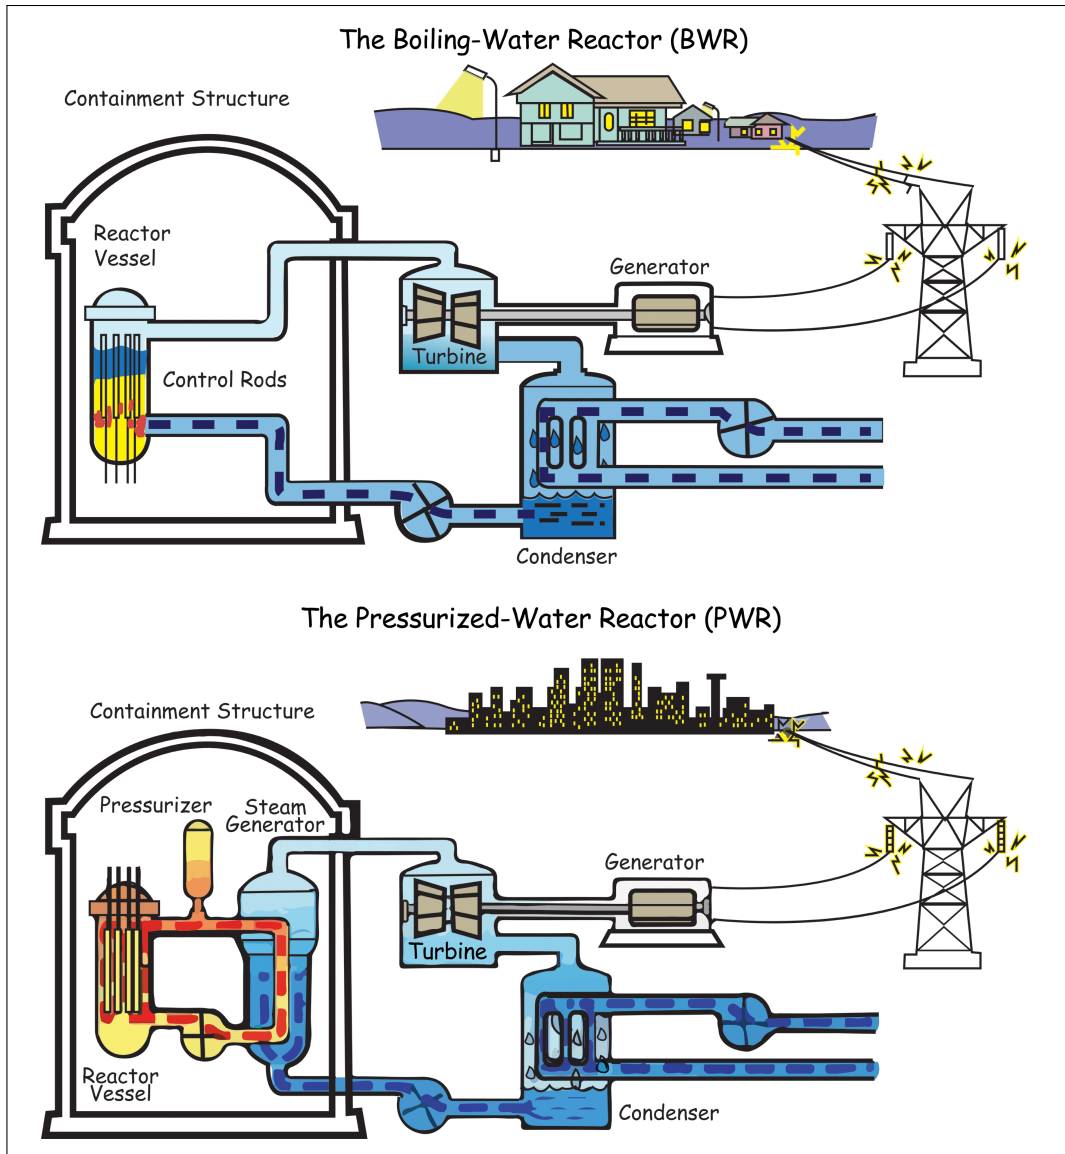 The Boiling-Water Reactor (BWR)
Containment Structure
Reactor
Vessel
Generator
Turbine
Control Rods
Condenser
The Pressurized-Water Reactor (PWR)
Containment Structure
Pressurizer
Steam
Generator
Generator
Turbine
Reactor
Vessel
Condenser